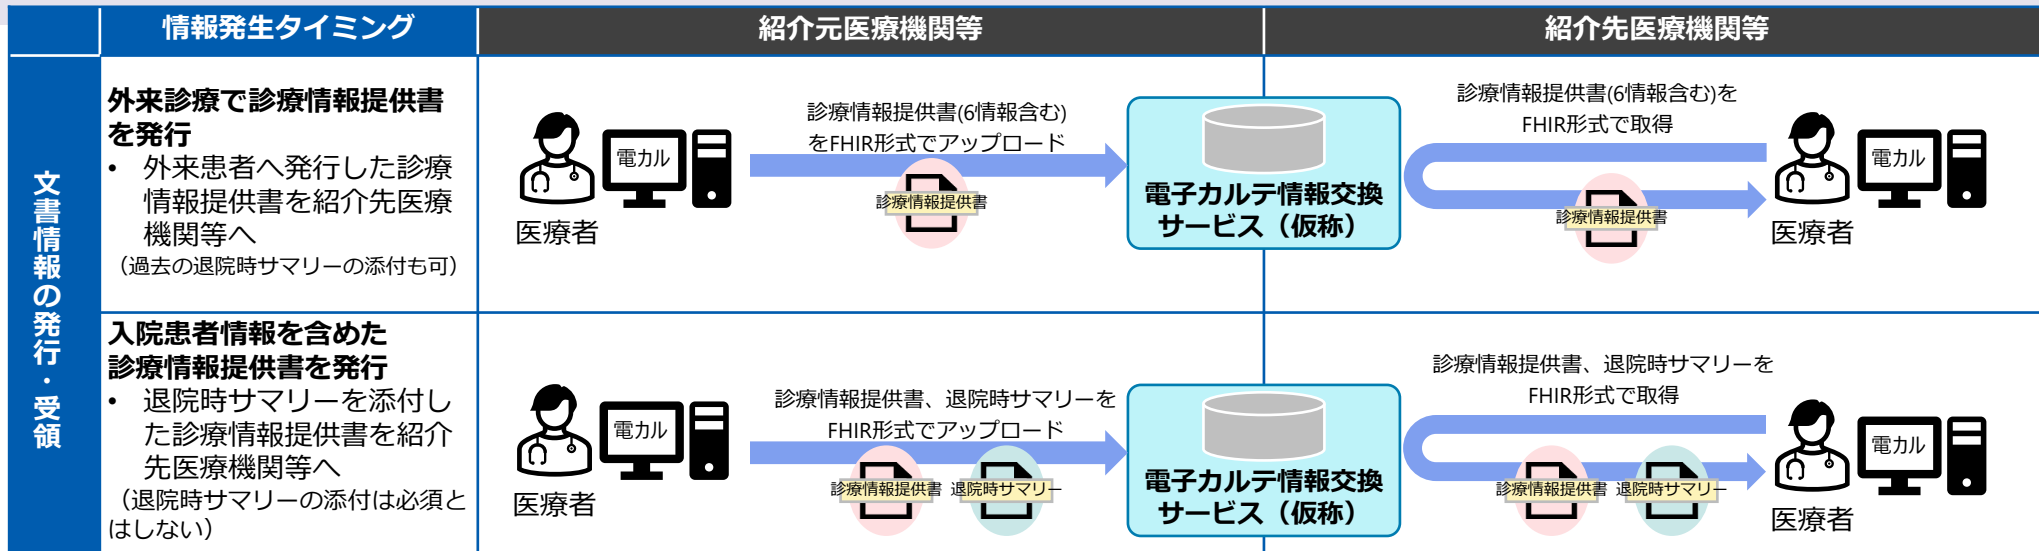 情報発生タイミング
紹介元医療機関等
紹介先医療機関等
文書情報の発行・受領
外来診療で診療情報提供書
を発行
• 外来患者へ発行した診療
情報提供書を紹介先医療
機関等へ
（過去の退院時サマリーの添付も可）
医療者
電カル
診療情報提供書(6情報含む)
をFHIR形式でアップロード
診療情報提供書
電子カルテ情報交換
サービス（仮称）
診療情報提供書(6情報含む)を
FHIR形式で取得
診療情報提供書
電カル
医療者
入院患者情報を含めた
診療情報提供書を発行
• 退院時サマリーを添付し
た診療情報提供書を紹介
先医療機関等へ
（退院時サマリーの添付は必須と
はしない）
医療者
電カル
診療情報提供書、退院時サマリーを
FHIR形式でアップロード
診療情報提供書 退院時サマリー
電子カルテ情報交換
サービス（仮称）
診療情報提供書、退院時サマリーを
FHIR形式で取得
診療情報提供書 退院時サマリー
電カル
医療者